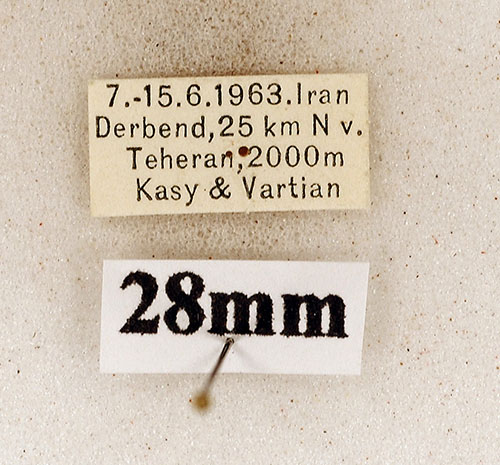 7.-15.6.1963.Iran
Derbend,25 km N v.
Teheran,2000m
Kasy & Vartian
28mm